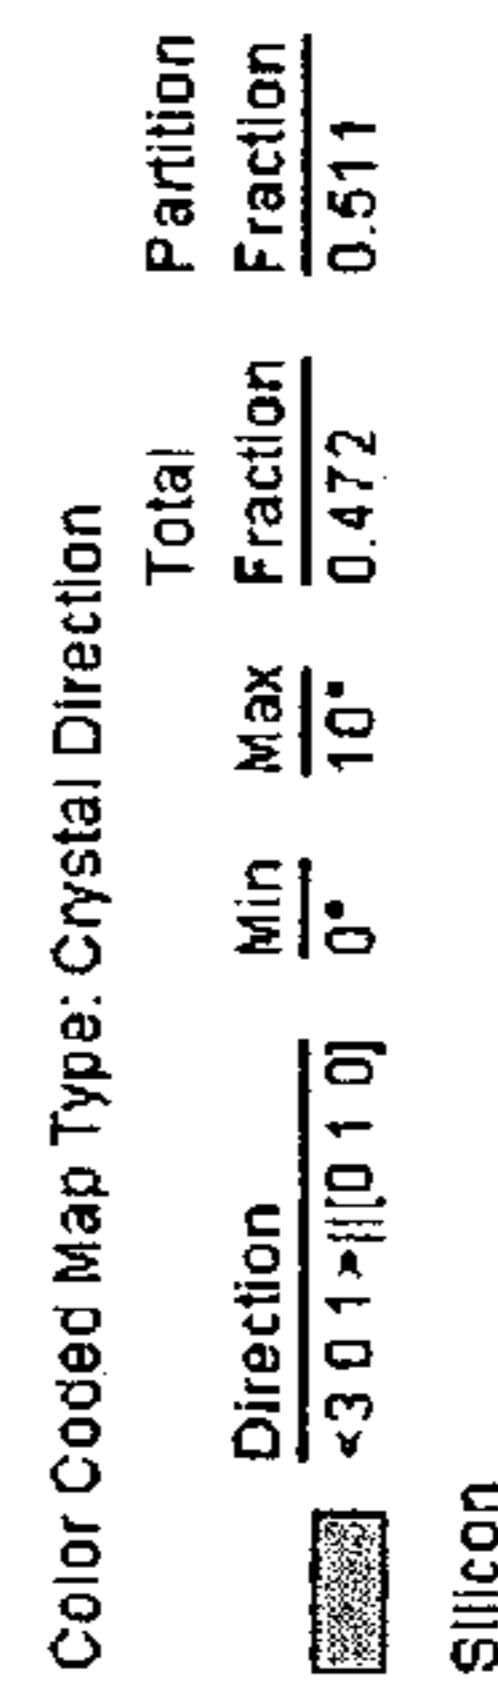 Color Coded Map Type: Crystal Direction
Total Partition
Direction Min Max Fraction Fraction
<3 0 1>||[0 1 0] 0° 10° 0.472 0.511
Silicon